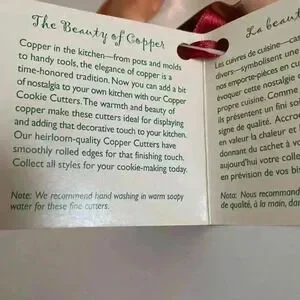 The Beauty of Copper
Copper in the kitchen—from pots and molds
to handy tools, the elegance of copper is a
time-honored tradition. Now you can add a bit
of nostalgia to your own kitchen with our Copper
Cookie Cutters. The warmth and beauty of
copper make these cutters ideal for displaying
and adding that decorative touch to your kitchen.
Our heirloom-quality Copper Cutters have
smoothly rolled edges for that finishing touch.
Collect all styles for your cookie-making today.
Note: We recommend hand washing in warm soapy
water for these fine cutters.
La beau
Les cuivres de cuisine—cas
divers—symbolisent une
nos emporte-pièces en cui
évoquer cette nostalgie
propre cuisine. Comme
ils présentent un fini so
signe de qualité. Accro
en valeur la chaleur et
donnant du cachet à vo
aujourd'hui votre colle
en prévision de vos
Nota: Nous recommand
de qualité, à la main, dan